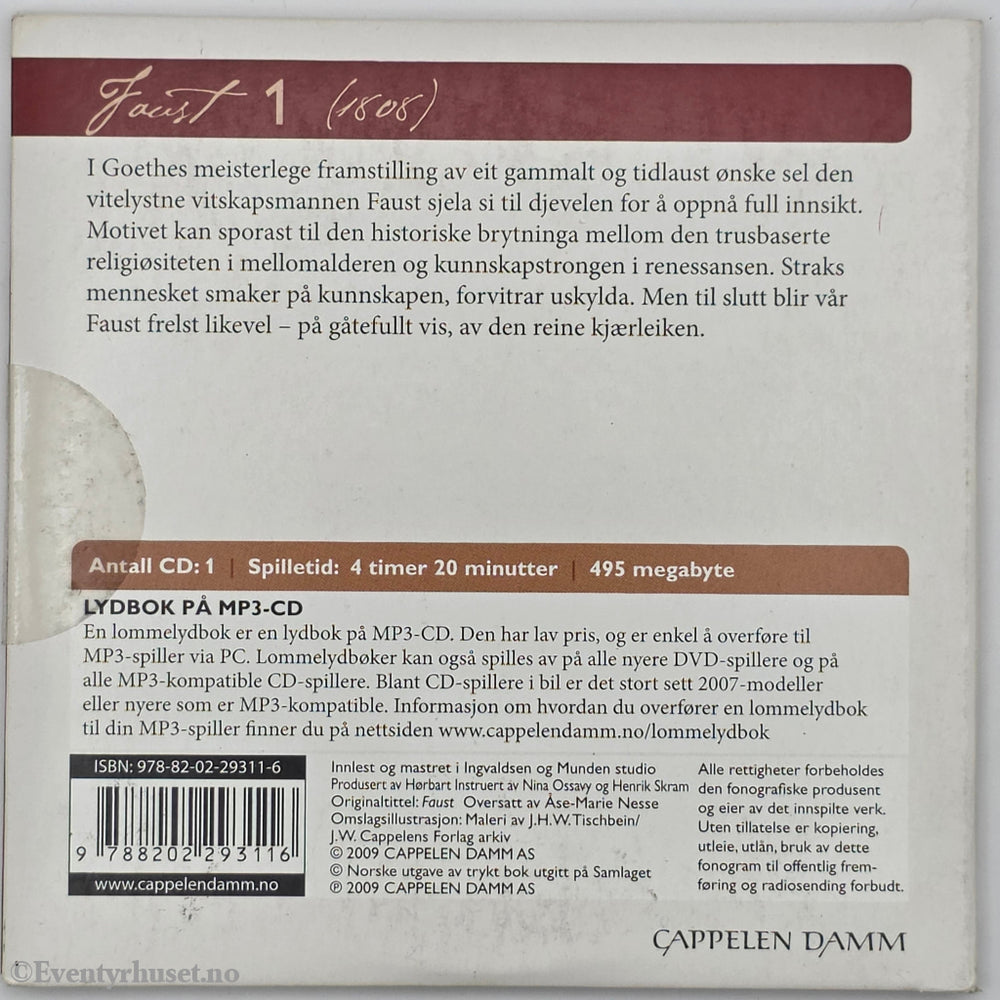 Faust 1 (1808)
I Goethes meisterlege framstilling av eit gammalt og tidlaust ønske sel den
vitelystne vitskapsmannen Faust sjela si til djevelen for å oppnå full innsikt.
Motivet kan sporast til den historiske brytninga mellom den trusbaserte
religiøsiteten i mellomalderen og kunnskapstrongen i renessansen. Straks
mennesket smaker på kunnskapen, forvitrar uskylda. Men til slutt blir vår
Faust frelst likevel – på gåtefullt vis, av den reine kjærleiken.
Antall CD: 1 | Spilletid: 4 timer 20 minutter | 495 megabyte
LYDBOK PÅ MP3-CD
En lommelydbok er en lydbok på MP3-CD. Den har lav pris, og er enkel å overføre til
MP3-spiller via PC. Lommelydbøker kan også spilles av på alle nyere DVD-spillere og på
alle MP3-kompatible CD-spillere. Blant CD-spillere i bil er det stort sett 2007-modeller
eller nyere som er MP3-kompatible. Informasjon om hvordan du overfører en lommelydbok
til din MP3-spiller finner du på nettsiden www.cappelendamm.no/lommelydbok
ISBN: 978-82-02-29311-6
9 788202 293116
www.cappelendamm.no
Innlest og mastret i Ingvaldsen og Munden studio
Produsert av Hørbart Instruert av Nina Ossavy og Henrik Skram
Originaltittel: Faust Oversatt av Åse-Marie Nesse
Omslagsillustrasjon: Maleri av J.H.W. Tischbein/
J.W. Cappelens Forlag arkiv
© 2009 CAPPELEN DAMM AS
© Norske utgave av trykt bok utgitt på Samlaget
℗ 2009 CAPPELEN DAMM AS
Alle rettigheter forbeholdes
den fonografiske produsent
og eier av det innspilte verk.
Uten tillatelse er kopiering,
utleie, utlån, bruk av dette
fonogram til offentlig frem-
føring og radiosending forbudt.
CAPPELEN DAMM
©Eventyrhuset.no